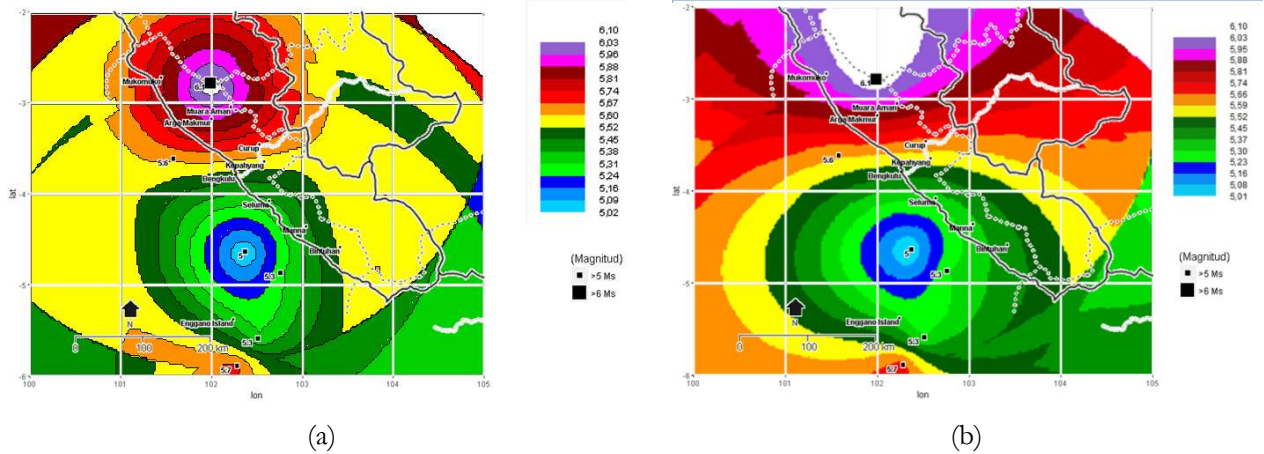 -2
-3
-4
-5
-6
lat
Mukomuko
6.
Muara Aman
Arga Makmur
Curup
5.6
Kepahyang
Bengkulu
Seluma
Manna
Bintuhan
5
5.3
Enggano Island
5.3
5.7
N
0 100 200 km
100 101 102 103 104 105
lon
6,10
6,03
5,96
5,88
5,81
5,74
5,67
5,60
5,52
5,45
5,38
5,31
5,24
5,16
5,09
5,02
(Magnitud)
>5 Ms
>6 Ms
(a)
-2
-3
-4
-5
-6
lat
Mukomuko
6.
Muara Aman
Arga Makmur
Curup
5.6
Kepahyang
Bengkulu
Seluma
Manna
Bintuhan
5
5.3
Enggano Island
5.3
5.7
N
0 100 200 km
100 101 102 103 104 105
lon
6,10
6,03
5,95
5,88
5,81
5,74
5,66
5,59
5,52
5,45
5,37
5,30
5,23
5,16
5,08
5,01
(Magnitud)
>5 Ms
>6 Ms
(b)